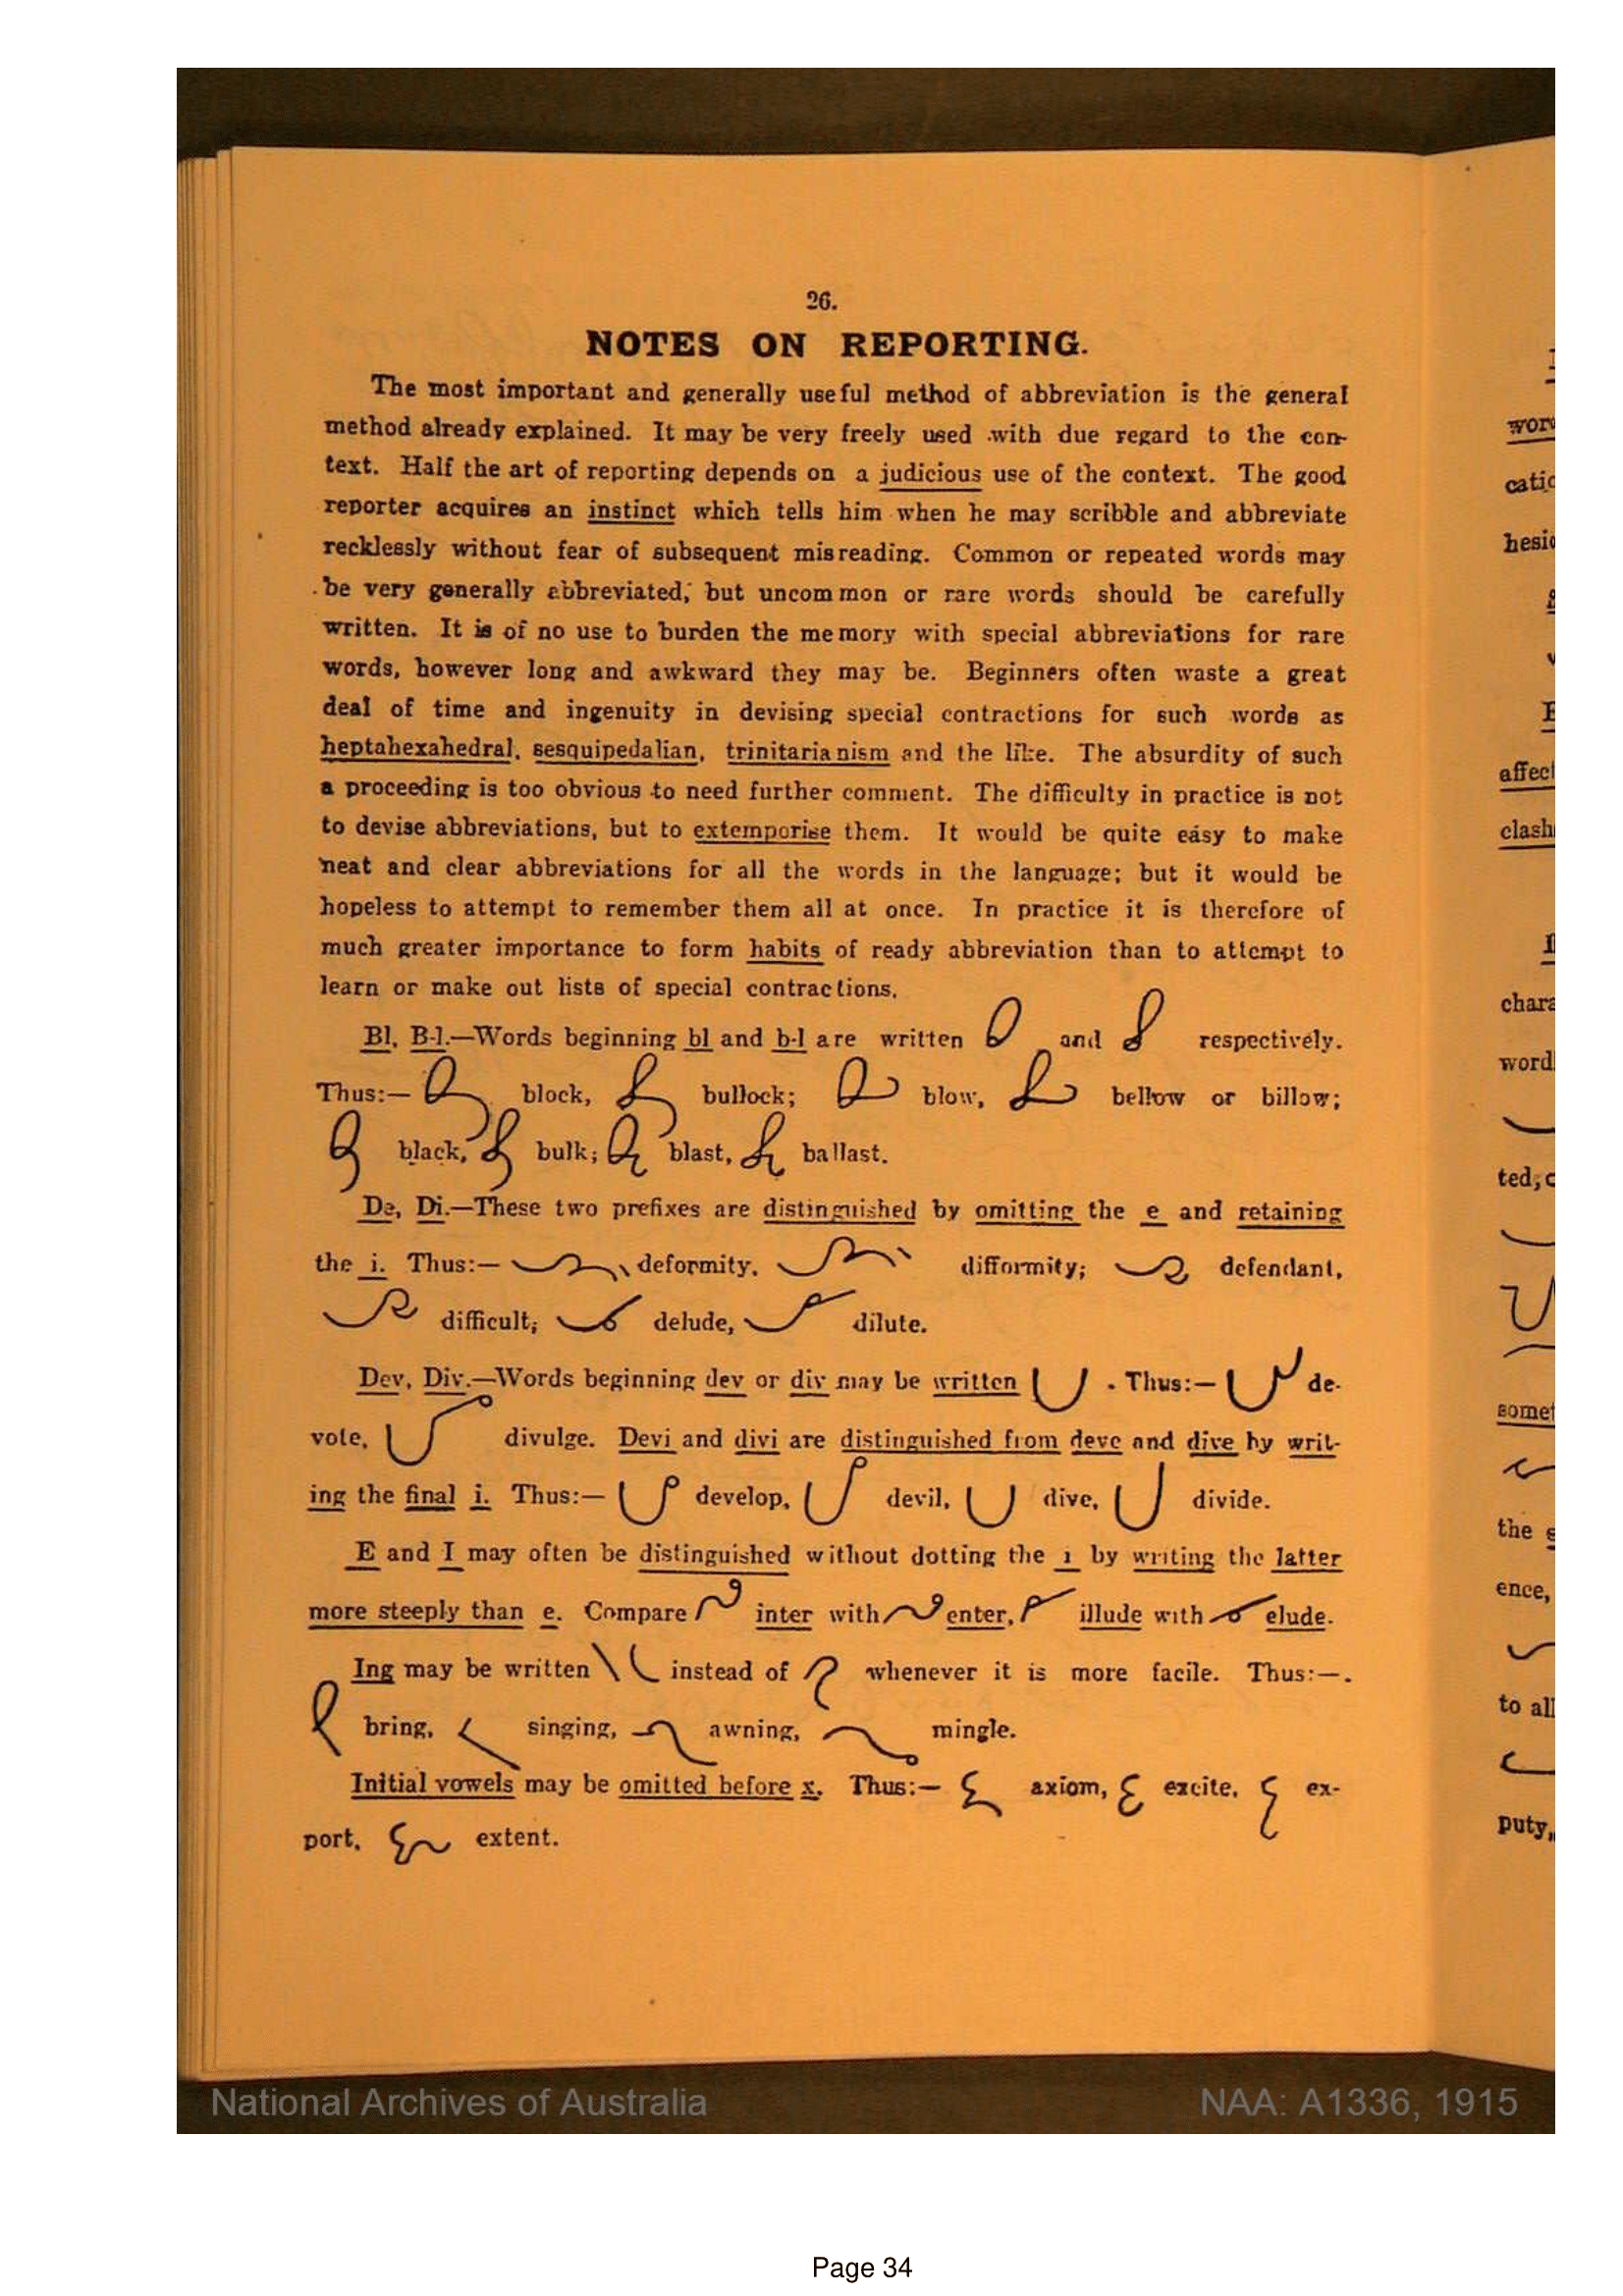 26.
NOTES ON REPORTING.
The most important and generally useful method of abbreviation is the general
method already explained. It may be very freely used with due regard to the con-
text. Half the art of reporting depends on a judicious use of the context. The good
reporter acquires an instinct which tells him when he may scribble and abbreviate
recklessly without fear of subsequent misreading. Common or repeated words may
be very generally abbreviated, but uncommon or rare words should be carefully
written. It is of no use to burden the memory with special abbreviations for rare
words, however long and awkward they may be. Beginners often waste a great
deal of time and ingenuity in devising special contractions for such words as
heptahexahedral, sesquipedalian, trinitarianism and the like. The absurdity of such
a proceeding is too obvious to need further comment. The difficulty in practice is not
to devise abbreviations, but to extemporise them. It would be quite easy to make
neat and clear abbreviations for all the words in the language; but it would be
hopeless to attempt to remember them all at once. In practice it is therefore of
much greater importance to form habits of ready abbreviation than to attempt to
learn or make out lists of special contractions.
Bl, B-l.—Words beginning bl and b-l are written and respectively.
Thus:— block, bullock; blow, bellow or billow;
black, bulk; blast, ballast.
De, Di.—These two prefixes are distinguished by omitting the e and retaining
the i. Thus:— deformity, difformity; defendant,
difficult; delude, dilute.
Dev, Div.—Words beginning dev or div may be written . Thus:— de-
vote, divulge. Devi and divi are distinguished from deve and dive by writ-
ing the final i. Thus:— develop, devil, dive, divide.
E and I may often be distinguished without dotting the i by writing the latter
more steeply than e. Compare inter with enter, illude with elude.
Ing may be written instead of whenever it is more facile. Thus:—.
bring, singing, awning, mingle.
Initial vowels may be omitted before x. Thus:— axiom, excite, ex-
port, extent.
wor
catio
hesi
affect
clash
chara
word
ted;
somet
the
ence,
to all
puty,
National Archives of Australia
NAA: A1336, 1915
Page 34